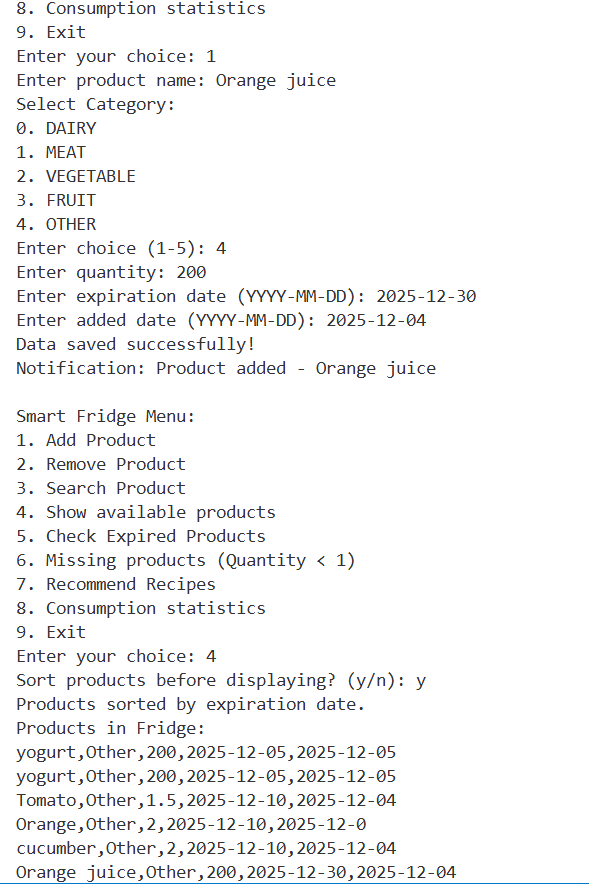 8. Consumption statistics
9. Exit
Enter your choice: 1
Enter product name: Orange juice
Select Category:
0. DAIRY
1. MEAT
2. VEGETABLE
3. FRUIT
4. OTHER
Enter choice (1-5): 4
Enter quantity: 200
Enter expiration date (YYYY-MM-DD): 2025-12-30
Enter added date (YYYY-MM-DD): 2025-12-04
Data saved successfully!
Notification: Product added - Orange juice
Smart Fridge Menu:
1. Add Product
2. Remove Product
3. Search Product
4. Show available products
5. Check Expired Products
6. Missing products (Quantity < 1)
7. Recommend Recipes
8. Consumption statistics
9. Exit
Enter your choice: 4
Sort products before displaying? (y/n): y
Products sorted by expiration date.
Products in Fridge:
yogurt,Other,200,2025-12-05,2025-12-05
yogurt,Other,200,2025-12-05,2025-12-05
Tomato,Other,1.5,2025-12-10,2025-12-04
Orange,Other,2,2025-12-10,2025-12-0
cucumber,Other,2,2025-12-10,2025-12-04
Orange juice,Other,200,2025-12-30,2025-12-04